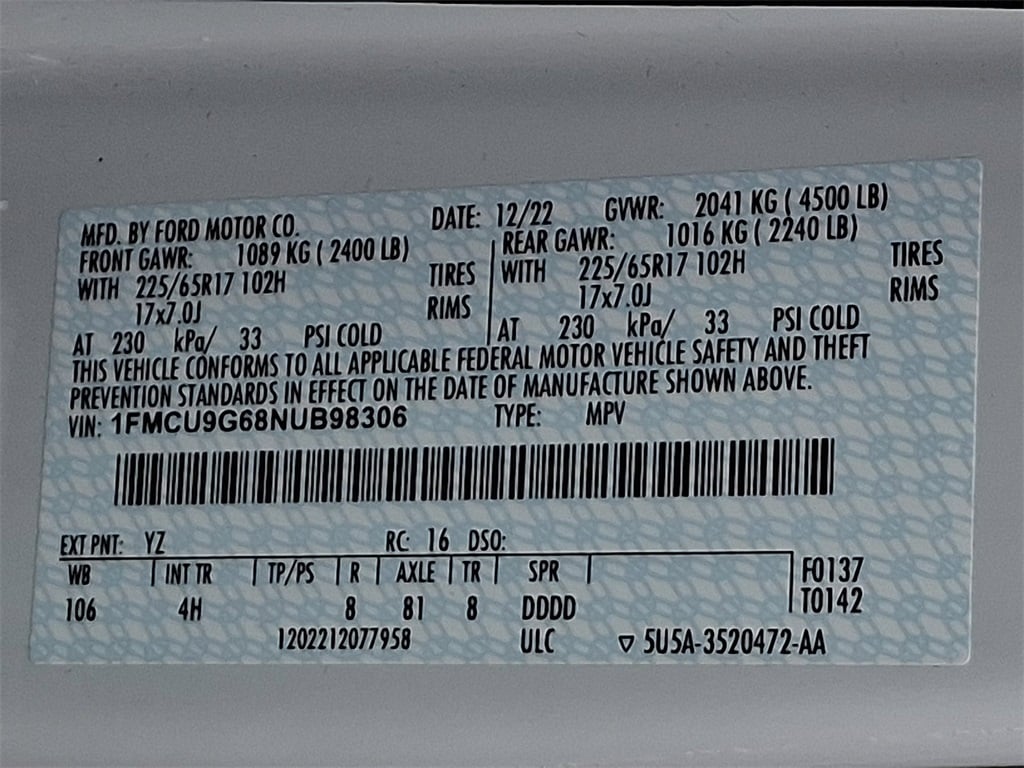 MFD. BY FORD MOTOR CO. DATE: 12/22 GVWR: 2041 KG ( 4500 LB)
FRONT GAWR: 1089 KG ( 2400 LB) REAR GAWR: 1016 KG ( 2240 LB)
WITH 225/65R17 102H TIRES WITH 225/65R17 102H TIRES
17x7.0J RIMS 17x7.0J RIMS
AT 230 kPa/ 33 PSI COLD AT 230 kPa/ 33 PSI COLD
THIS VEHICLE CONFORMS TO ALL APPLICABLE FEDERAL MOTOR VEHICLE SAFETY AND THEFT
PREVENTION STANDARDS IN EFFECT ON THE DATE OF MANUFACTURE SHOWN ABOVE.
VIN: 1FMCU9G68NUB98306 TYPE: MPV
EXT PNT: YZ RC: 16 DSO:
WB INT TR TP/PS R AXLE TR SPR F0137
106 4H 8 81 8 DDDD T0142
1202212077958 ULC ▽ 5U5A-3520472-AA